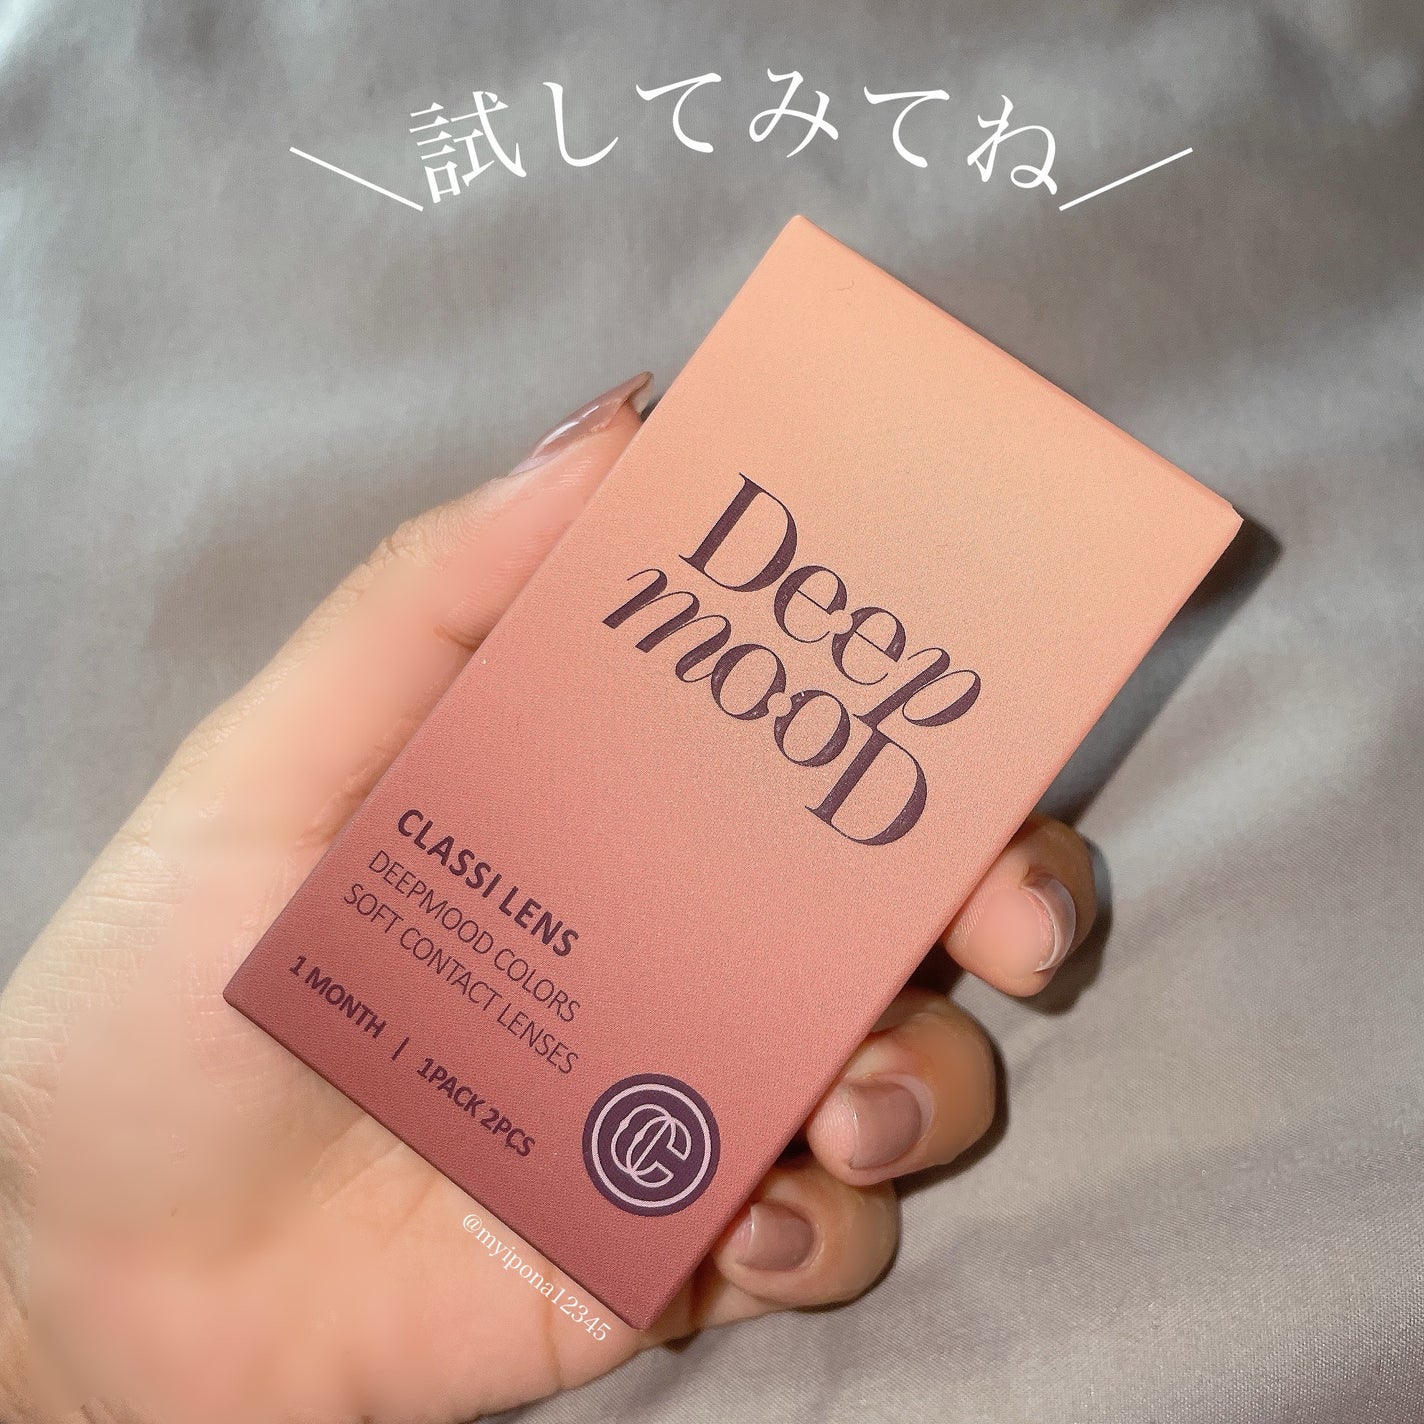 \試してみてね/
Deep
mooD
CLASSI LENS
DEEPMOOD COLORS
SOFT CONTACT LENSES
1 MONTH | 1PACK 2PCS
@myipona12345